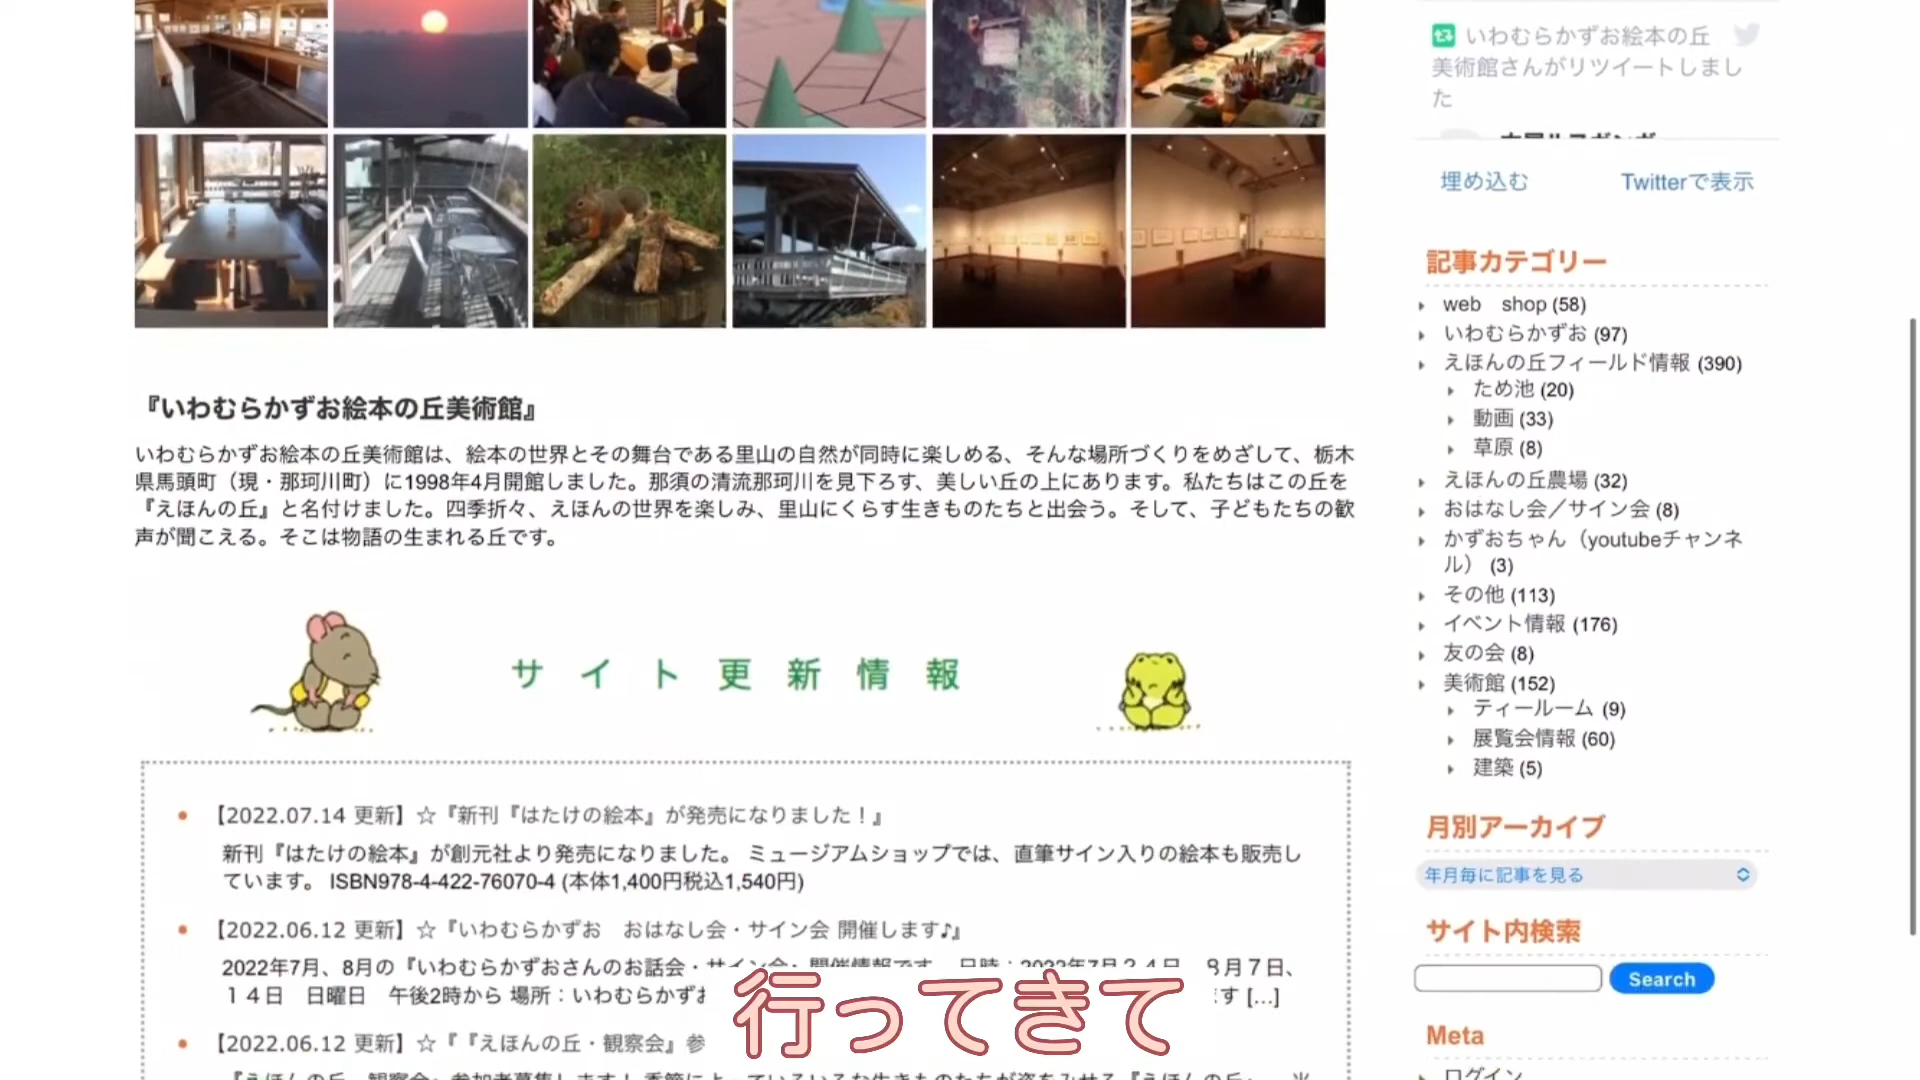 いわむらかずお絵本の丘
美術館さんがリツイートしまし
た
埋め込む
Twitterで表示
記事カテゴリー
web　shop (58)
いわむらかずお (97)
えほんの丘フィールド情報 (390)
ため池 (20)
動画 (33)
草原 (8)
えほんの丘農場 (32)
おはなし会／サイン会 (8)
かずおちゃん（youtubeチャンネ
ル） (3)
その他 (113)
イベント情報 (176)
友の会 (8)
美術館 (152)
ティールーム (9)
展覧会情報 (60)
建築 (5)
月別アーカイブ
年月毎に記事を見る
サイト内検索
Search
Meta
ログイン
『いわむらかずお絵本の丘美術館』
いわむらかずお絵本の丘美術館は、絵本の世界とその舞台である里山の自然が同時に楽しめる、そんな場所づくりをめざして、栃木
県馬頭町（現・那珂川町）に1998年4月開館しました。那須の清流那珂川を見下ろす、美しい丘の上にあります。私たちはこの丘を
『えほんの丘』と名付けました。四季折々、えほんの世界を楽しみ、里山にくらす生きものたちと出会う。そして、子どもたちの歓
声が聞こえる。そこは物語の生まれる丘です。
サイト更新情報
【2022.07.14 更新】☆『新刊『はたけの絵本』が発売になりました！』
新刊『はたけの絵本』が創元社より発売になりました。 ミュージアムショップでは、直筆サイン入りの絵本も販売し
ています。 ISBN978-4-422-76070-4 (本体1,400円税込1,540円)
【2022.06.12 更新】☆『いわむらかずお　おはなし会・サイン会 開催します♪』
2022年7月、8月の『いわむらかずおさんのお話会・サイン会』開催情報です。 日時：2022年7月２４日、８月７日、
１４日　日曜日　午後2時から 場所：いわむらかずお す [...]
【2022.06.12 更新】☆『『えほんの丘・観察会』参
行ってきて